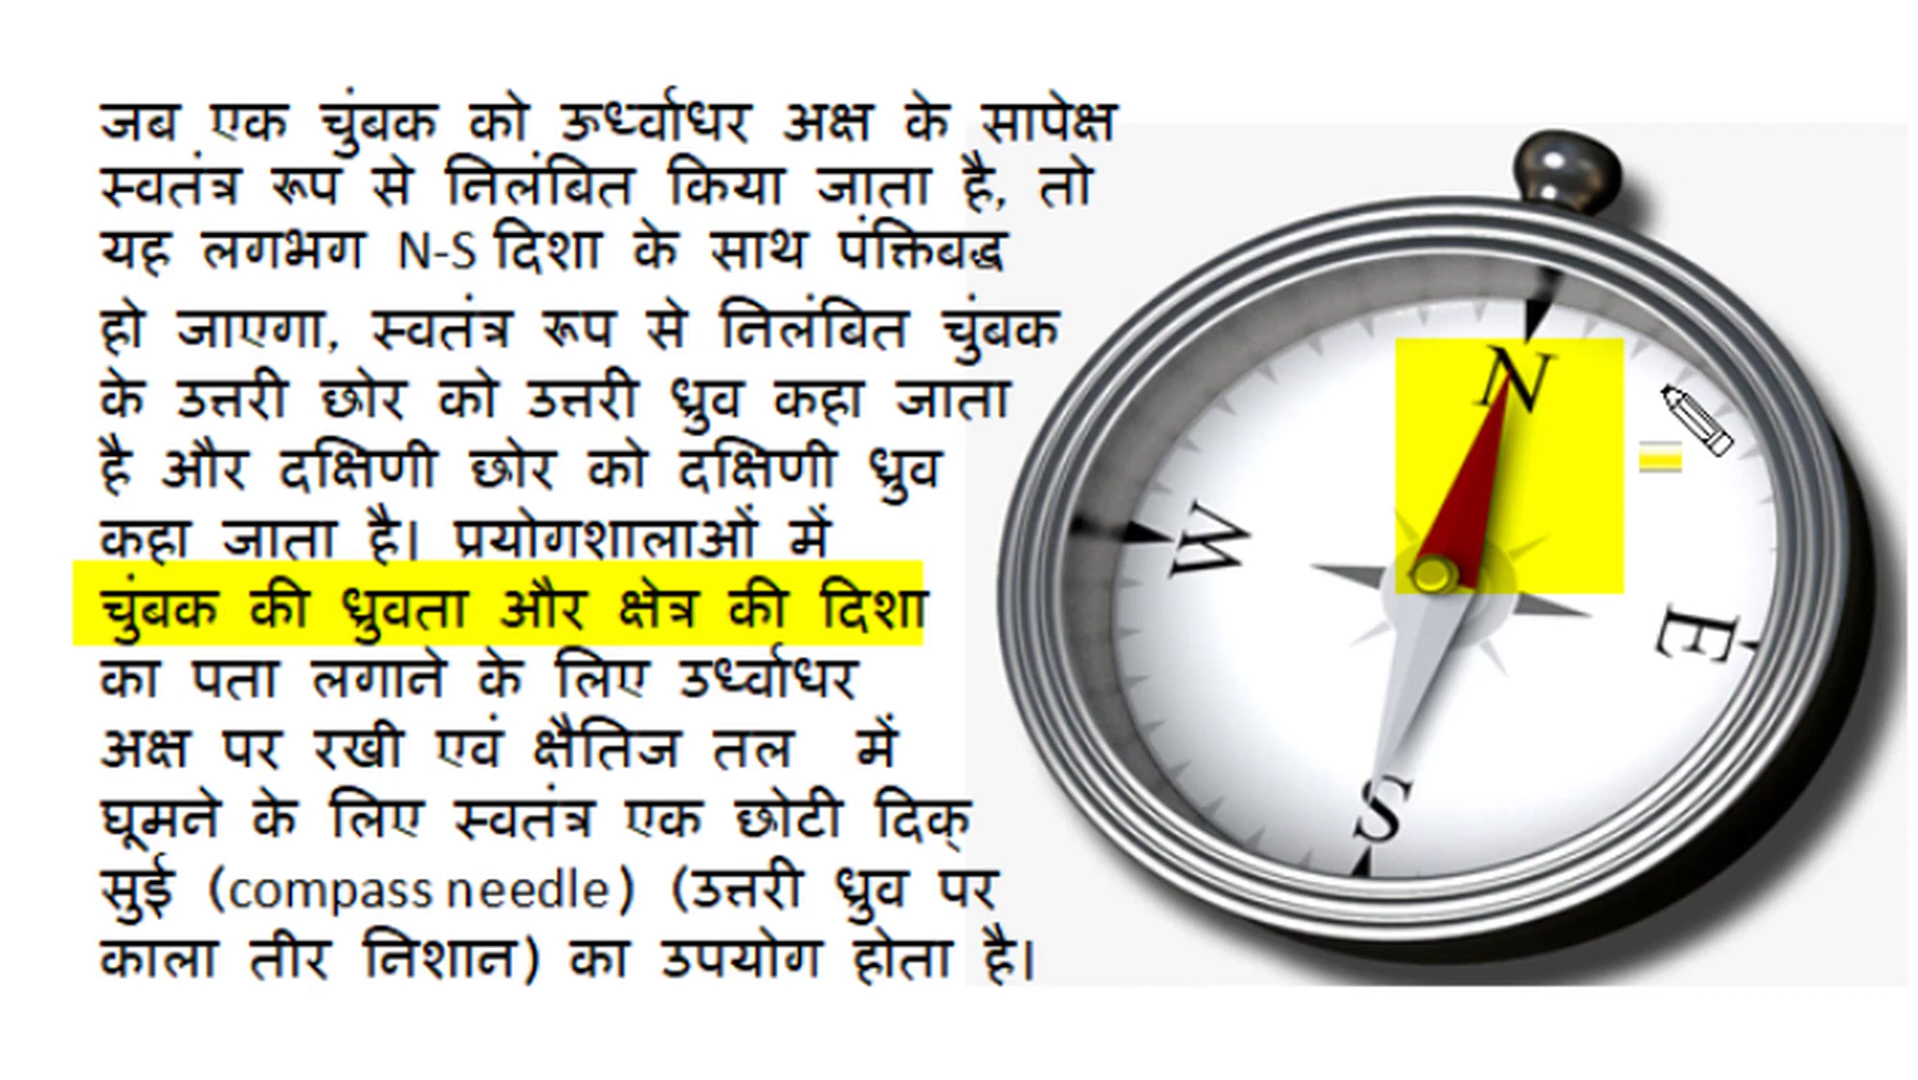 जब एक चुंबक को ऊर्ध्वाधर अक्ष के सापेक्ष
स्वतंत्र रूप से निलंबित किया जाता है, तो
यह लगभग N-S दिशा के साथ पंक्तिबद्ध
हो जाएगा, स्वतंत्र रूप से निलंबित चुंबक
के उत्तरी छोर को उत्तरी ध्रुव कहा जाता
है और दक्षिणी छोर को दक्षिणी ध्रुव
कहा जाता है। प्रयोगशालाओं में
चुंबक की ध्रुवता और क्षेत्र की दिशा
का पता लगाने के लिए उर्ध्वाधर
अक्ष पर रखी एवं क्षैतिज तल में
घूमने के लिए स्वतंत्र एक छोटी दिक्
सुई (compass needle) (उत्तरी ध्रुव पर
काला तीर निशान) का उपयोग होता है।
N
W
E
S